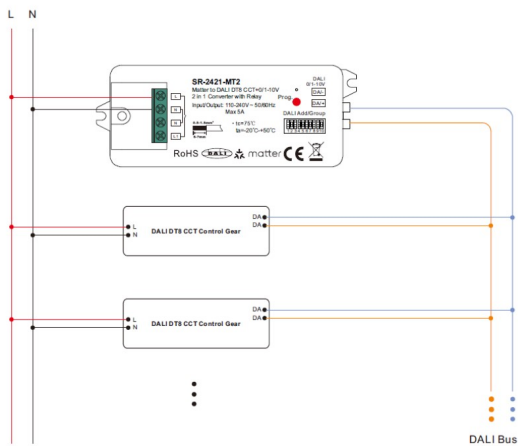 L N
SR-2421-MT2
Matter to DALI DT8 CCT+0/1-10V
2 in 1 Converter with Relay
Input/Output: 110-240V ~ 50/60Hz
Max 5A
• tc=75°C
ta=-20°C-+50°C
Prog.
DALI
0/1-10V
DA/-
DA/+
DALI Add/Group
L
N
N
L1
RoHS DALI matter CE
DALI DT8 CCT Control Gear
L
N
DA
DA
DALI DT8 CCT Control Gear
L
N
DA
DA
DALI Bus